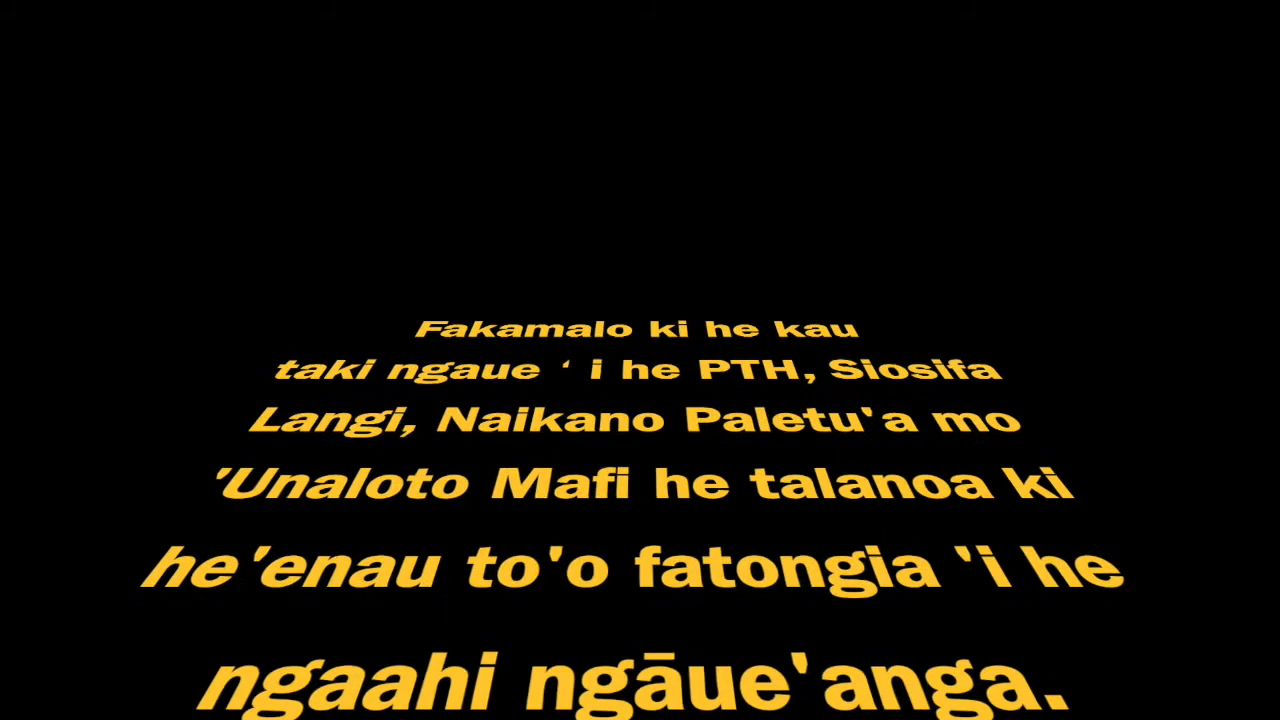 Fakamalo ki he kau
taki ngaue ‘ i he PTH, Siosifa
Langi, Naikano Paletu'a mo
'Unaloto Mafi he talanoa ki
he'enau to'o fatongia 'i he
ngaahi ngāue'anga.